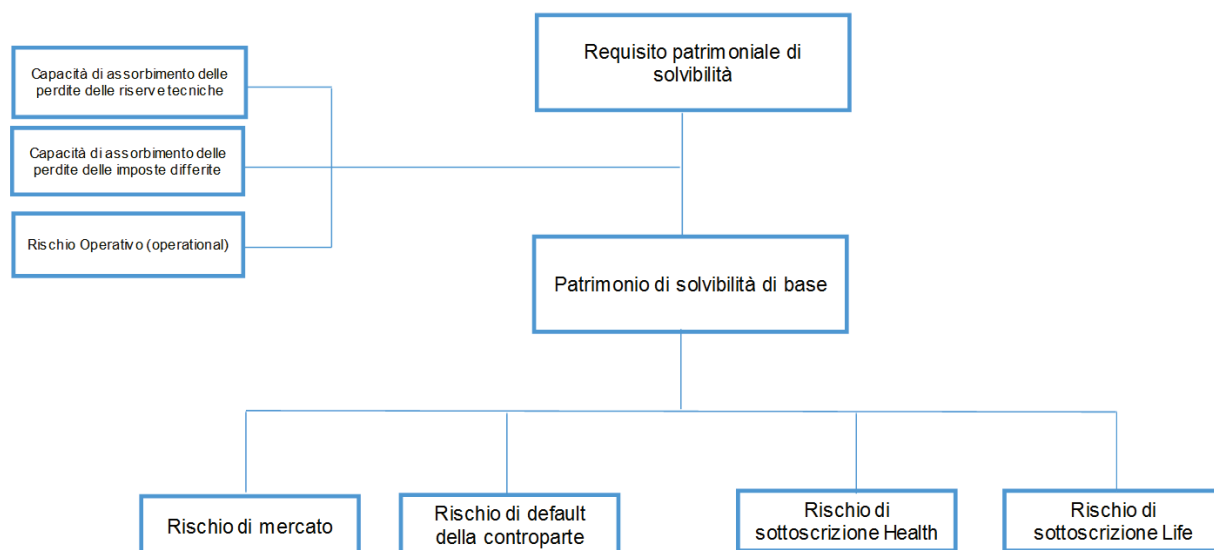 Requisito patrimoniale di
solvibilità
Capacità di assorbimento delle
perdite delle riserve tecniche
Capacità di assorbimento delle
perdite delle imposte differite
Rischio Operativo (operational)
Patrimonio di solvibilità di base
Rischio di mercato
Rischio di default
della controparte
Rischio di
sottoscrizione Health
Rischio di
sottoscrizione Life